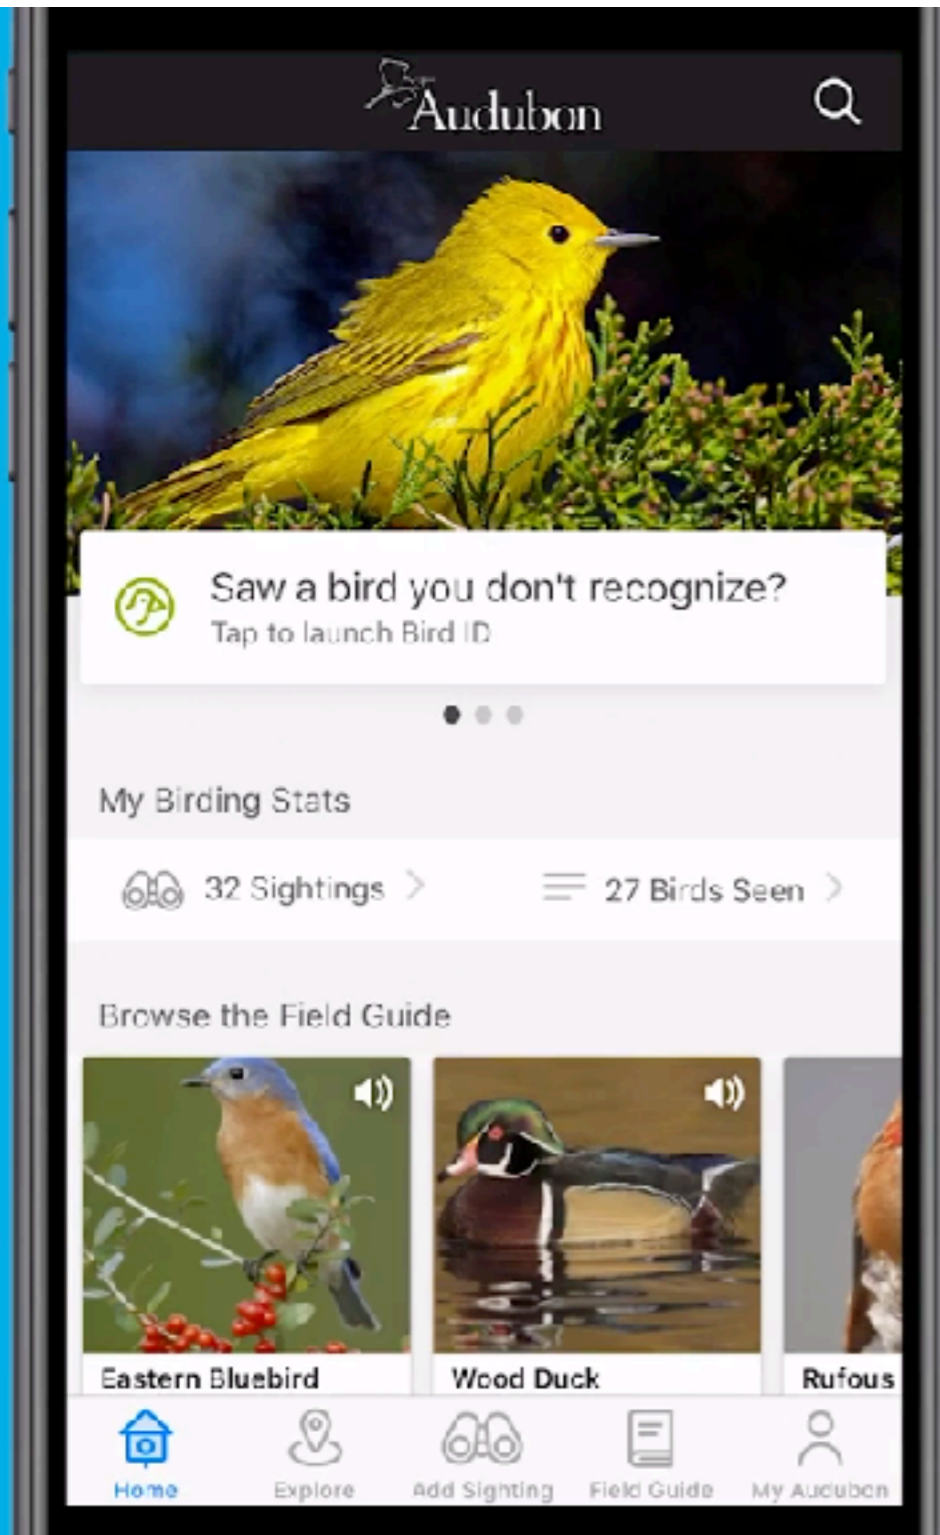 Audubon
Saw a bird you don't recognize?
Tap to launch Bird ID
My Birding Stats
32 Sightings
27 Birds Seen
Browse the Field Guide
Eastern Bluebird
Wood Duck
Rufous
Home
Explore
Add Sighting
Field Guide
My Audubon